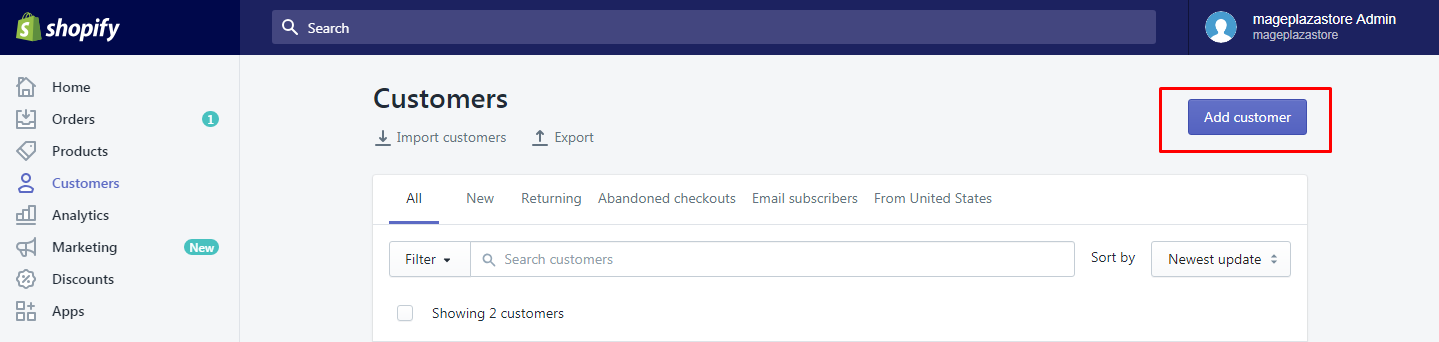 shopify
Search
mageplazastore Admin
mageplazastore
Home
Orders 1
Products
Customers
Analytics
Marketing New
Discounts
Apps
Customers
Import customers Export
Add customer
All New Returning Abandoned checkouts Email subscribers From United States
Filter Search customers Sort by Newest update
Showing 2 customers